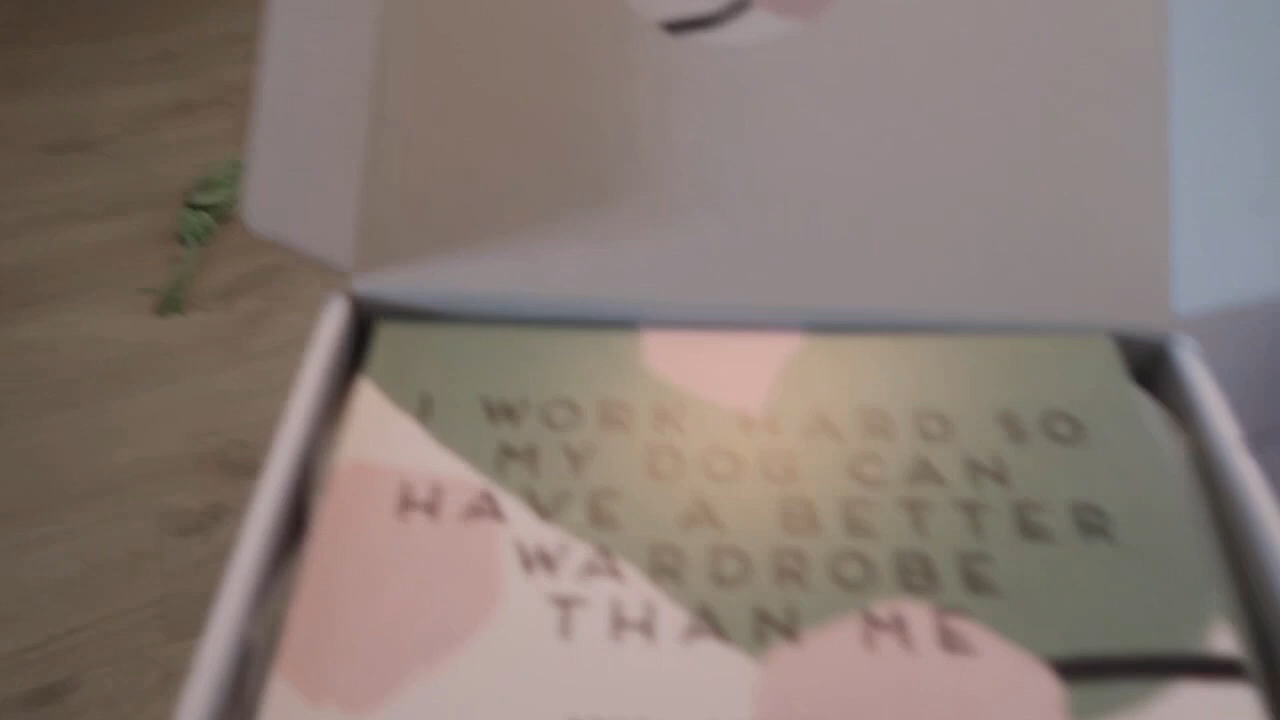 I WORK HARD SO
MY DOG CAN
HAVE A BETTER
WARDROBE
THAN ME